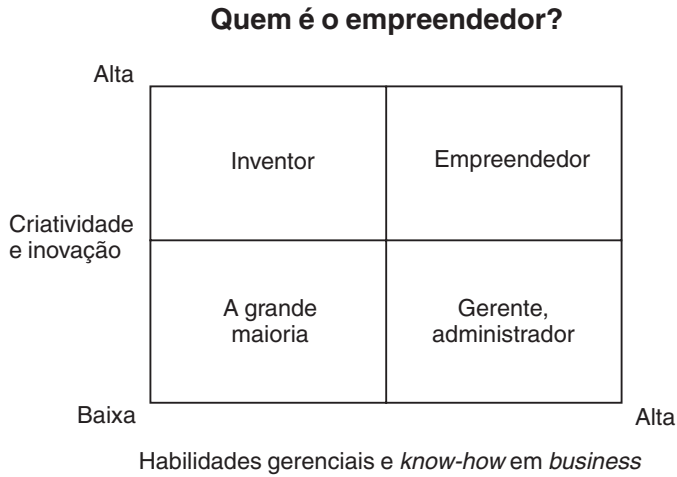 Quem é o empreendedor?
Alta
Inventor
Empreendedor
Criatividade
e inovação
A grande
maioria
Gerente,
administrador
Baixa
Alta
Habilidades gerenciais e know-how em business